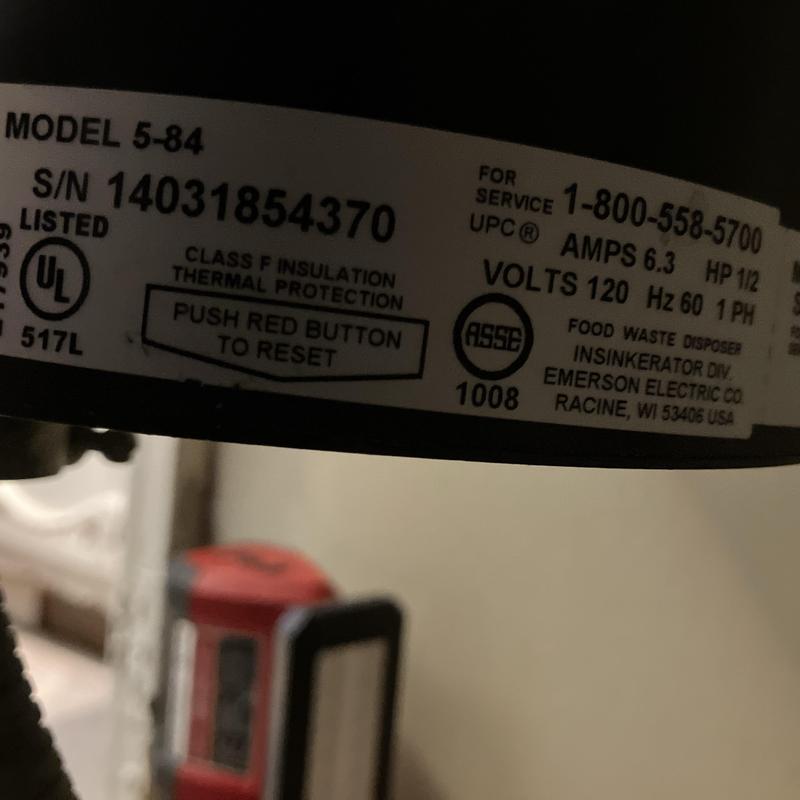 MODEL 5-84
S/N 14031854370
LISTED
UL
517L
CLASS F INSULATION
THERMAL PROTECTION
PUSH RED BUTTON
TO RESET
FOR
SERVICE 1-800-558-5700
UPC®
AMPS 6.3 HP 1/2
VOLTS 120 Hz 60 1 PH
ASSE
1008
FOOD WASTE DISPOSER
INSINKERATOR DIV.
EMERSON ELECTRIC CO.
RACINE, WI 53406 USA